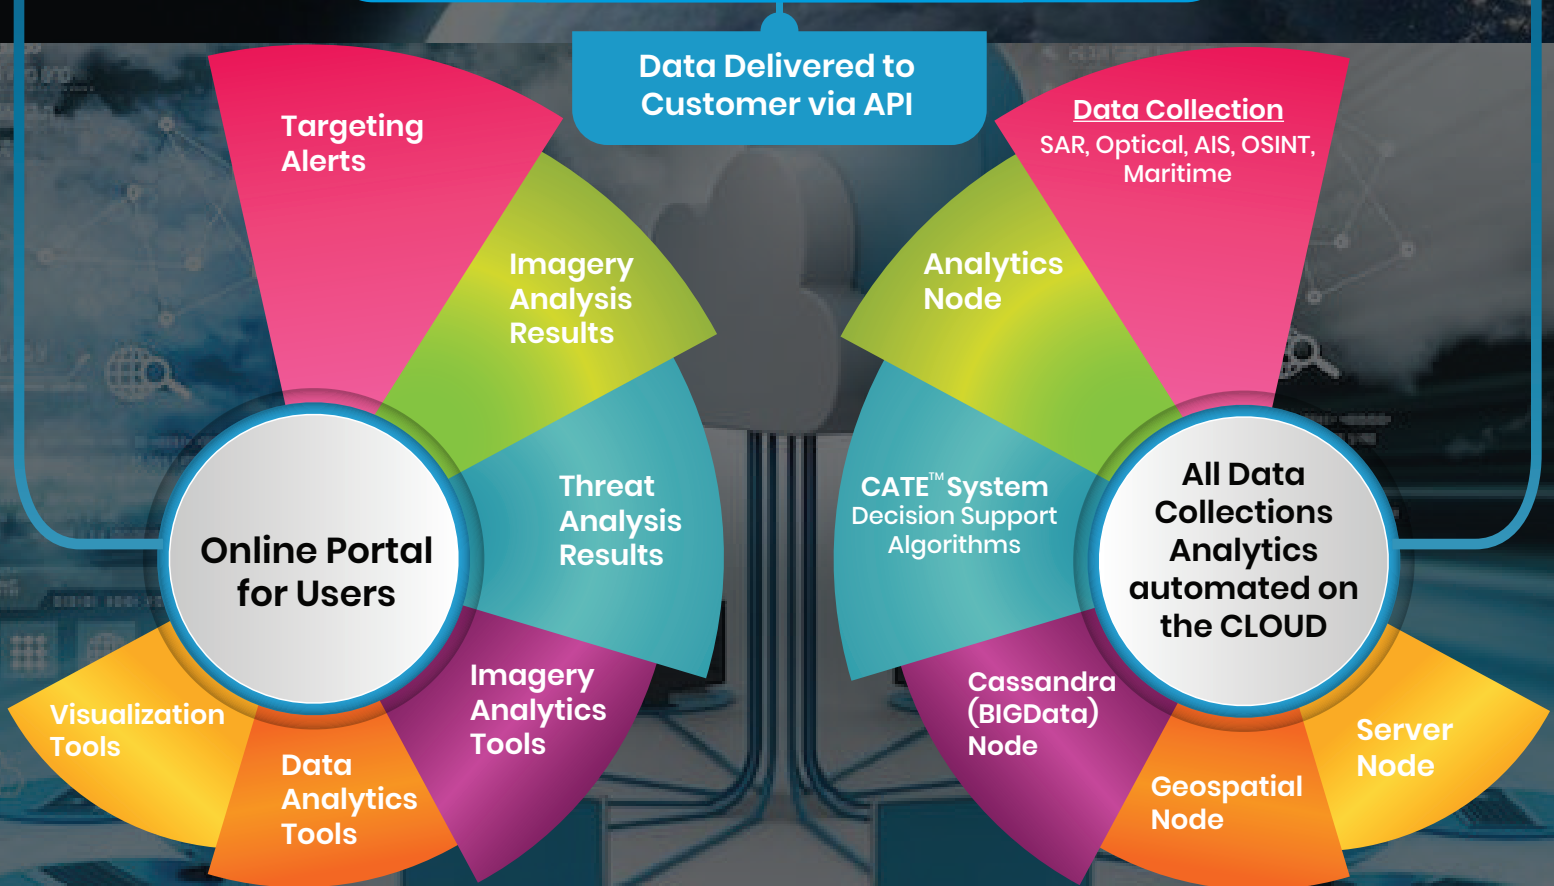 Data Delivered to
Customer via API
Targeting
Alerts
Imagery
Analysis
Results
Threat
Analysis
Results
Imagery
Analytics
Tools
Data
Analytics
Tools
Visualization
Tools
Online Portal
for Users
Data Collection
SAR, Optical, AIS, OSINT,
Maritime
Analytics
Node
CATE™ System
Decision Support
Algorithms
Cassandra
(BIGData)
Node
Geospatial
Node
Server
Node
All Data
Collections
Analytics
automated on
the CLOUD